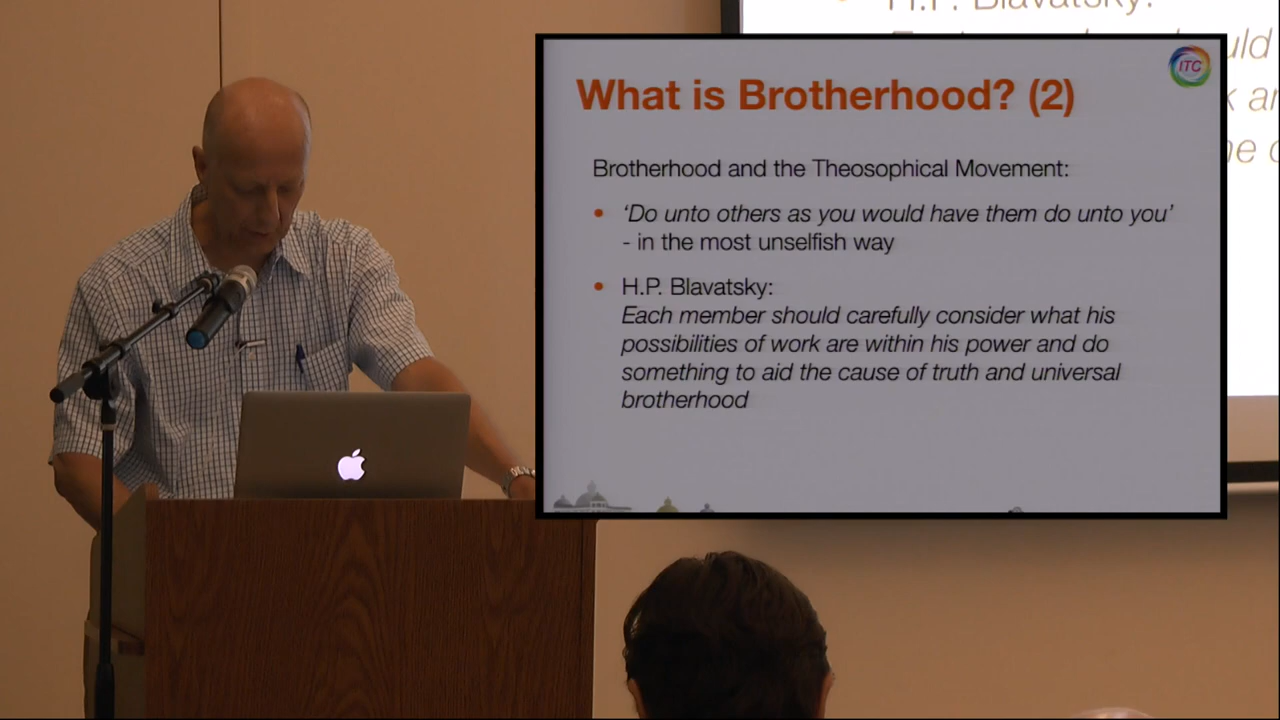 H.P. Blavatsky:
ITC
What is Brotherhood? (2)
Brotherhood and the Theosophical Movement:
• ‘Do unto others as you would have them do unto you’
- in the most unselfish way
• H.P. Blavatsky:
Each member should carefully consider what his
possibilities of work are within his power and do
something to aid the cause of truth and universal
brotherhood